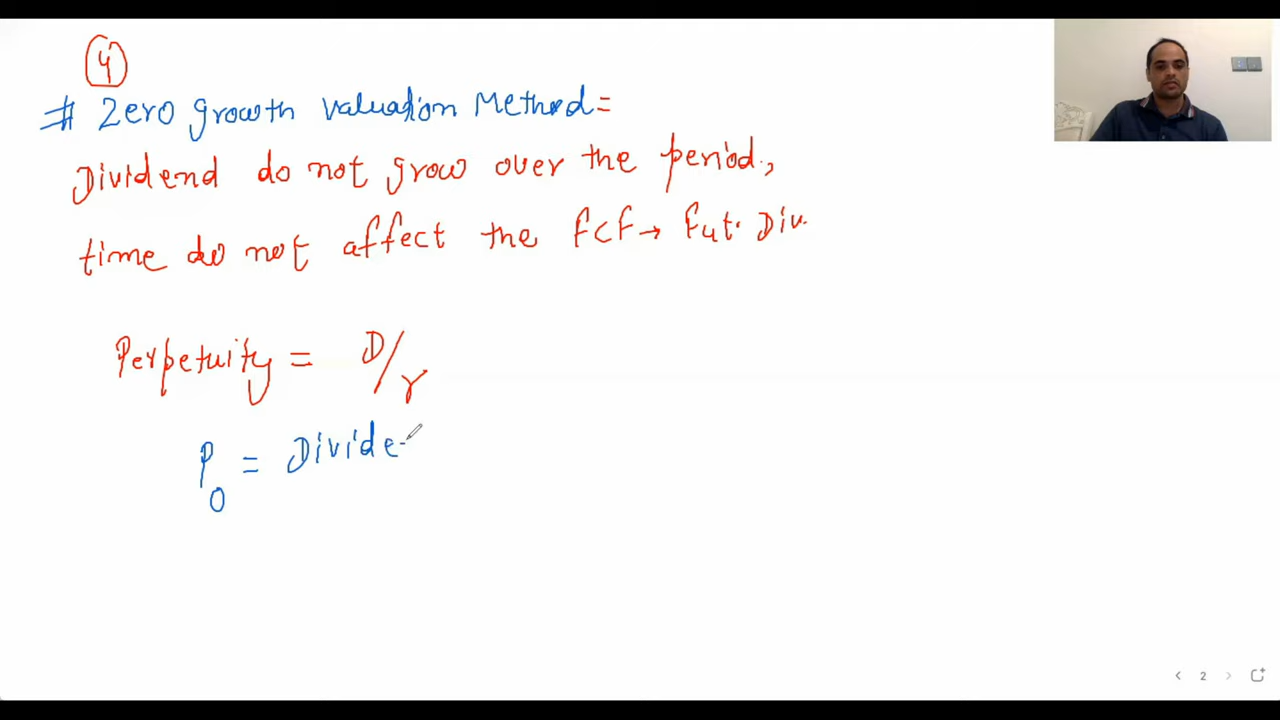 4
# Zero growth valuation Method =
Dividend do not grow over the period,
time do not affect the FCF → Fut. Div.
Perpetuity = D/r
P0 = Divide
2